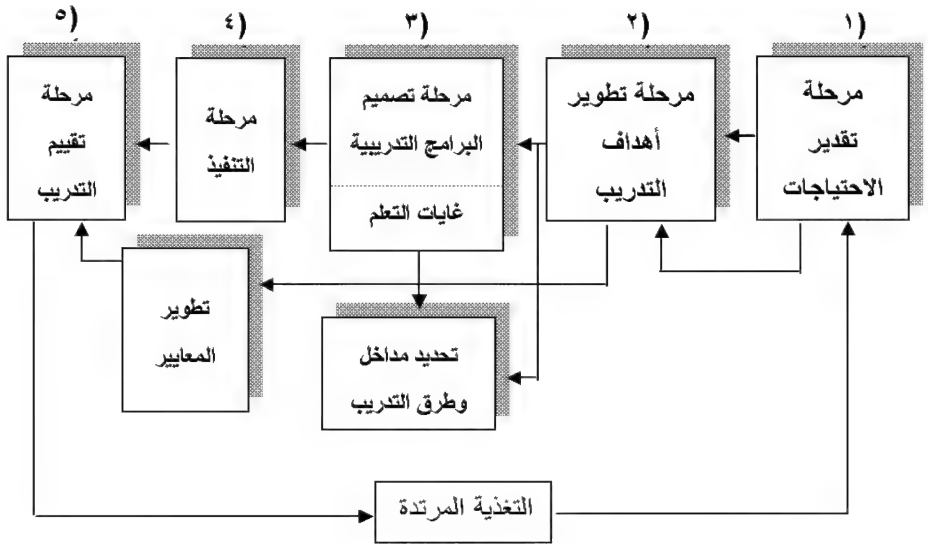 (١
مرحلة
تقدير
الاحتياجات
(٢
مرحلة تطوير
أهداف
التدريب
(٣
مرحلة تصميم
البرامج التدريبية
غايات التعلم
(٤
مرحلة
التنفيذ
(٥
مرحلة
تقييم
التدريب
تطوير
المعايير
تحديد مداخل
وطرق التدريب
التغذية المرتدة